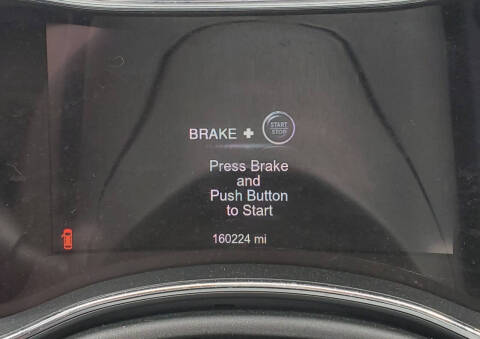 BRAKE + START
STOP
Press Brake
and
Push Button
to Start
160224 mi